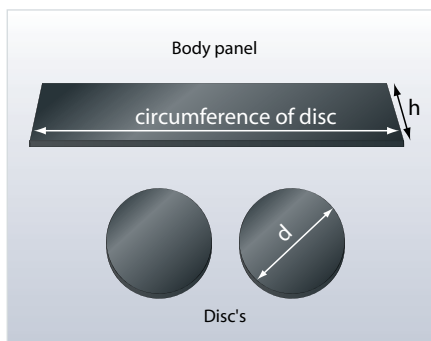 Body panel
circumference of disc
h
d
Disc's